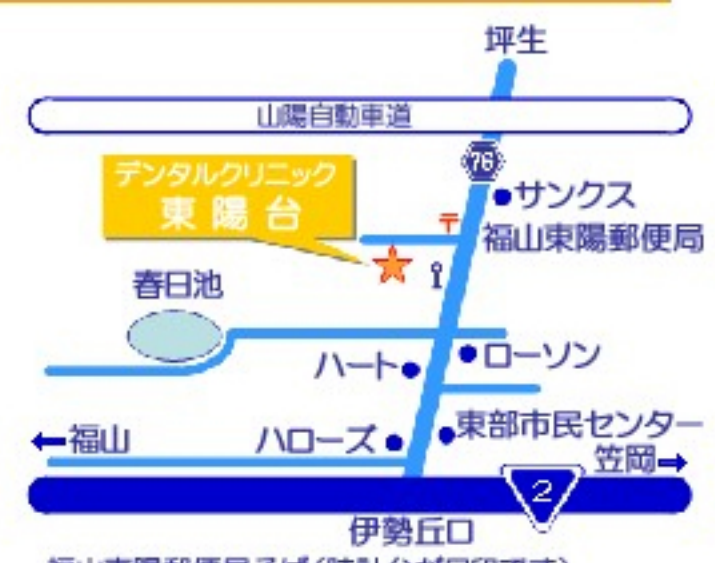 坪生
山陽自動車道
76
デンタルクリニック
東陽台
サンクス
〒
福山東陽郵便局
春日池
ハート
ローソン
福山
ハローズ
東部市民センター
笠岡
2
伊勢丘口